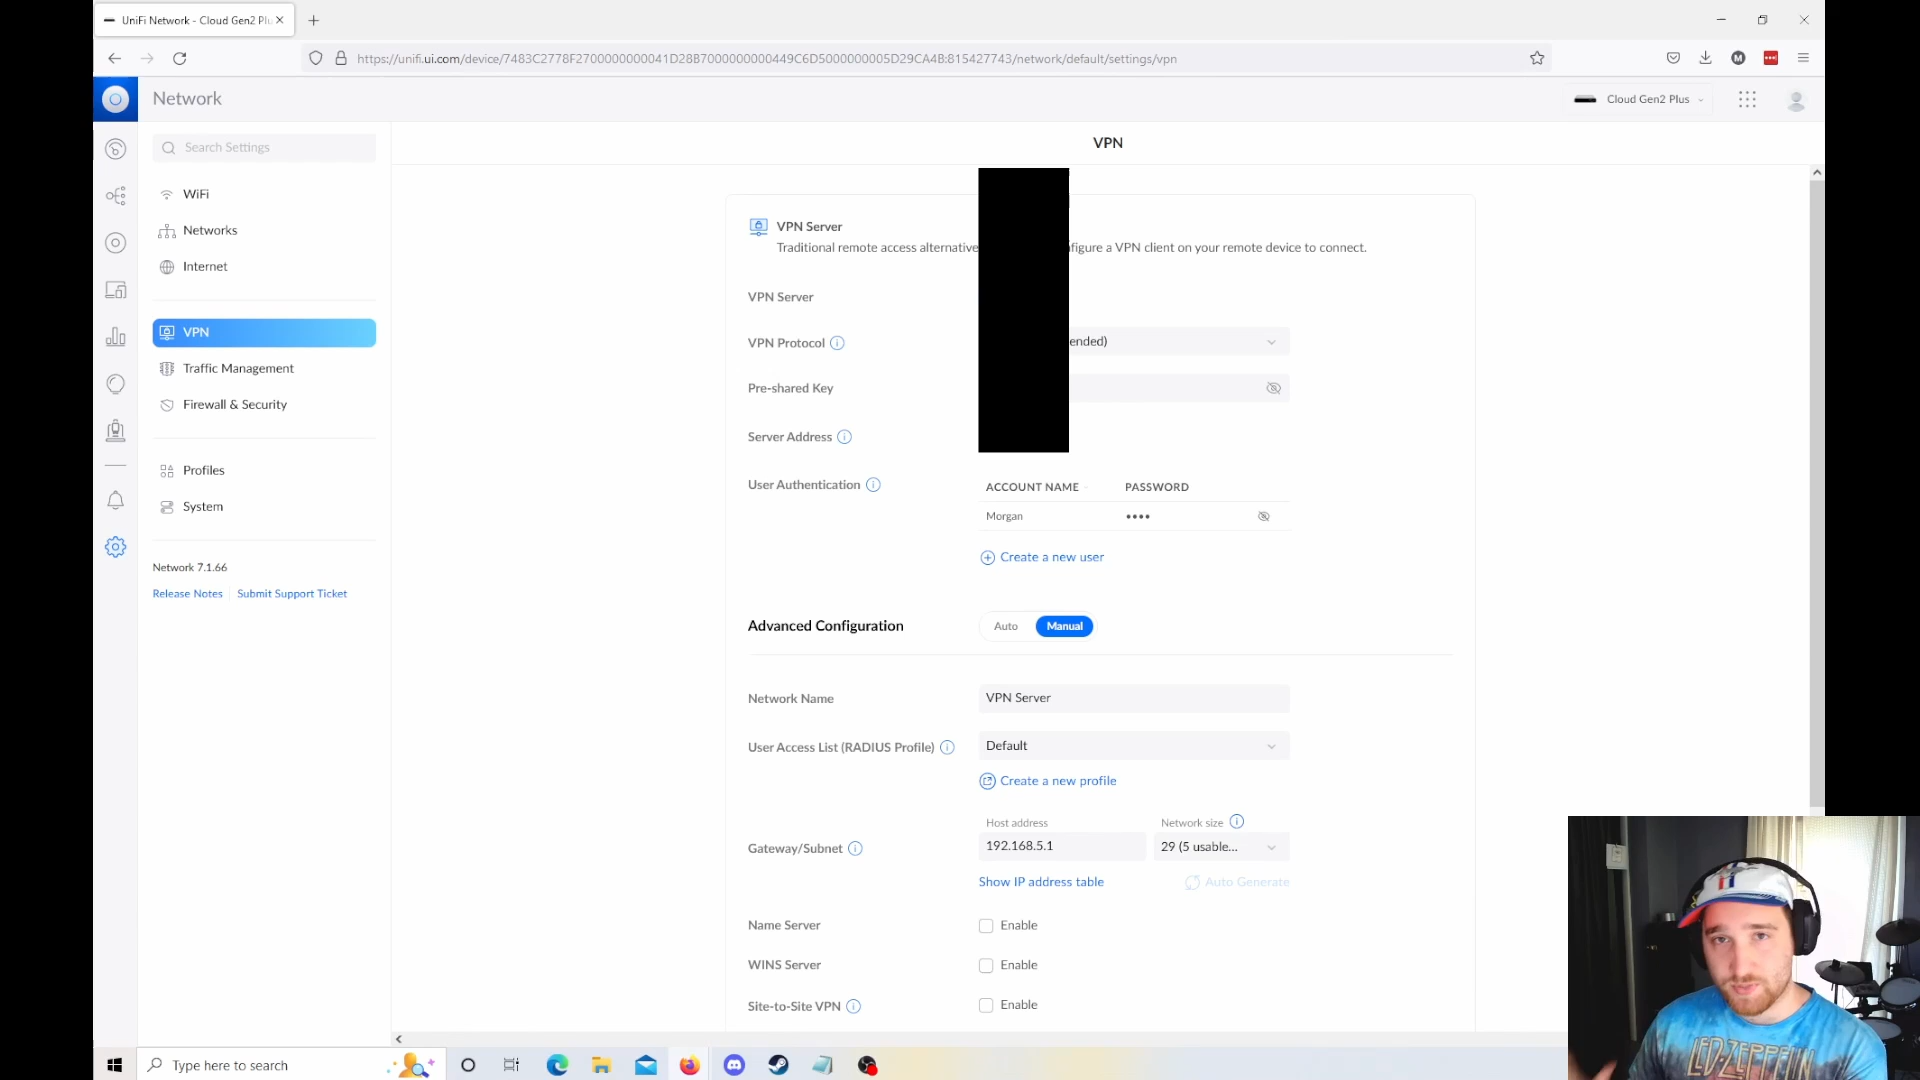 UniFi Network - Cloud Gen2 Plu
https://unifi.ui.com/device/7483C2778F2700000000041D28B7000000000449C6D5000000005D29CA4B:815427743/network/default/settings/vpn
Network
Cloud Gen2 Plus
Search Settings
VPN
WiFi
Networks
Internet
VPN
Traffic Management
Firewall & Security
Profiles
System
Network 7.1.66
Release Notes
Submit Support Ticket
VPN Server
Traditional remote access alternative
figure a VPN client on your remote device to connect.
VPN Server
VPN Protocol
ended)
Pre-shared Key
Server Address
User Authentication
ACCOUNT NAME
PASSWORD
Morgan
••••
Create a new user
Advanced Configuration
Auto
Manual
Network Name
VPN Server
User Access List (RADIUS Profile)
Default
Create a new profile
Host address
Network size
Gateway/Subnet
192.168.5.1
29 (5 usable...
Show IP address table
Auto Generate
Name Server
Enable
WINS Server
Enable
Site-to-Site VPN
Enable
Type here to search
LED-ZEPPELIN